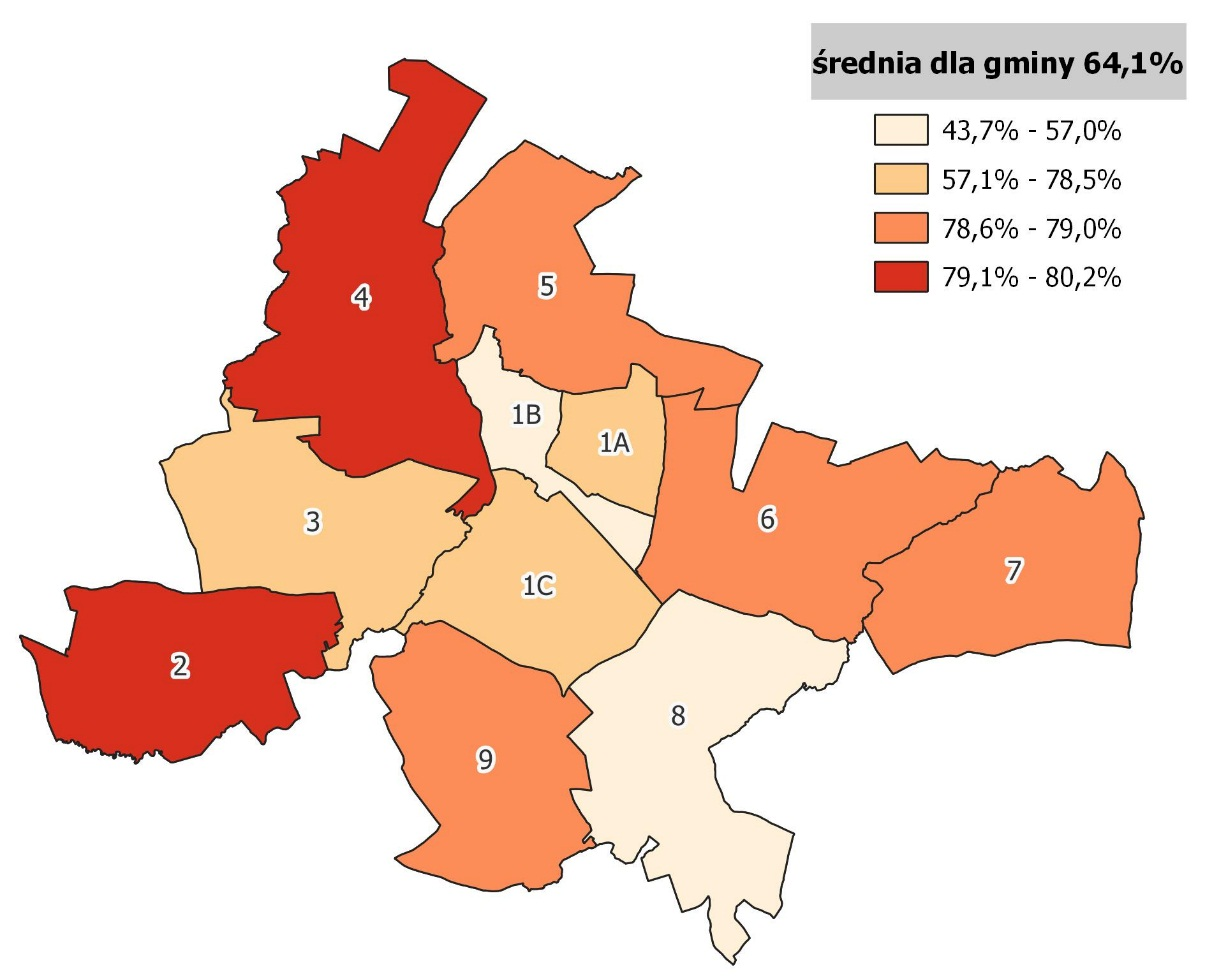 średnia dla gminy 64,1%
43,7% - 57,0%
57,1% - 78,5%
78,6% - 79,0%
79,1% - 80,2%
4
5
1B
1A
3
6
1C
7
2
8
9